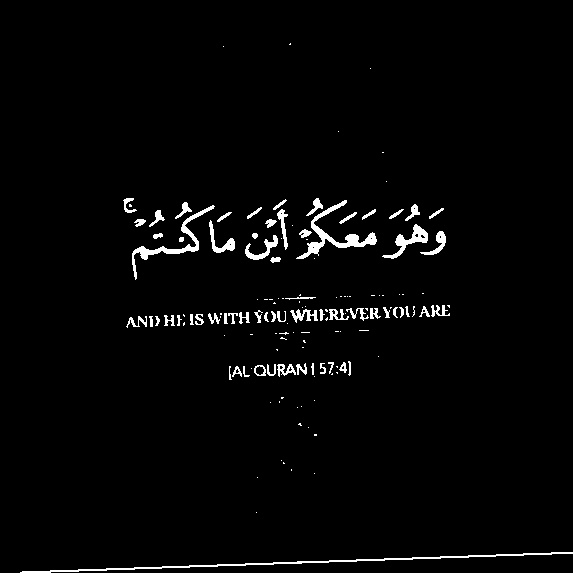 وَهُوَ مَعَكُمْ أَيْنَ مَا كُنتُمْ ۚ
AND HE IS WITH YOU WHEREVER YOU ARE
[AL QURAN | 57:4]